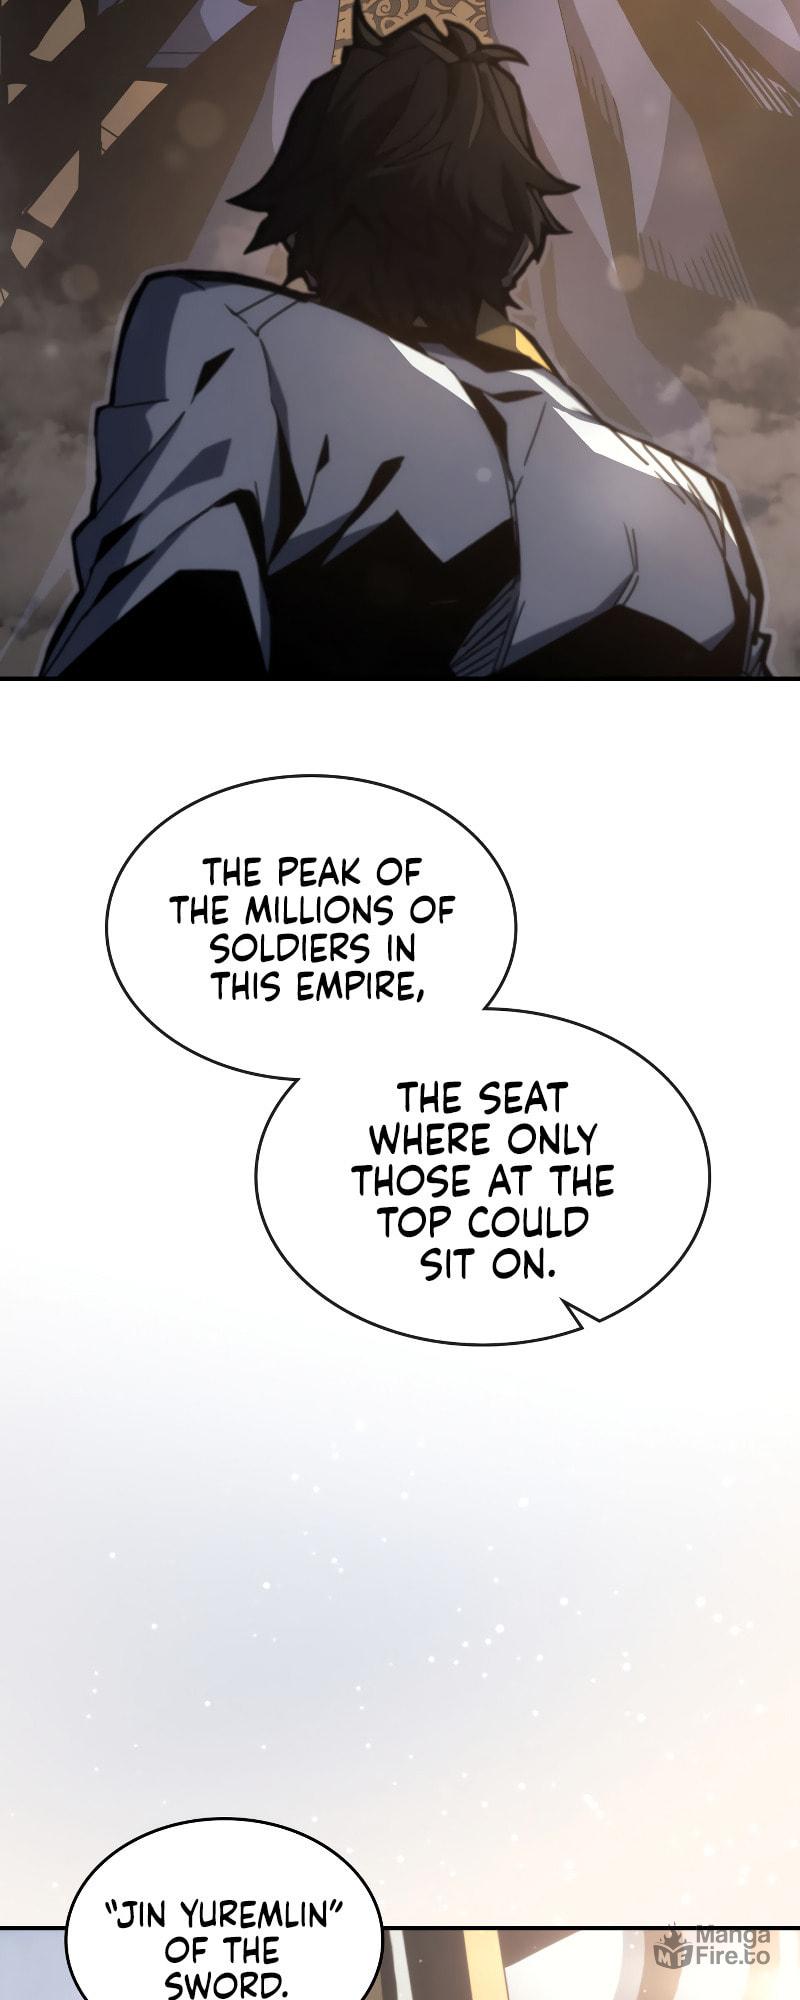 THE PEAK OF
THE MILLIONS OF
SOLDIERS IN
THIS EMPIRE,
THE SEAT
WHERE ONLY
THOSE AT THE
TOP COULD
SIT ON.
"JIN YUREMLIN"
OF THE
SWORD.
Manga
MF Fire.to